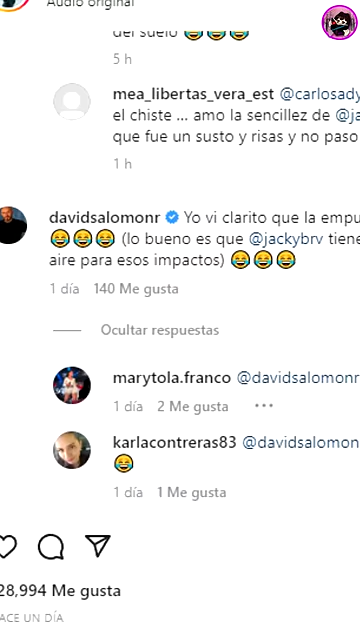 Audio original
del suelo 😂😂😂
5 h
mea_libertas_vera_est @carlosady
el chiste ... amo la sencillez de @ja
que fue un susto y risas y no paso
1 h
davidsalomonr Yo vi clarito que la empu
😂😂😂 (lo bueno es que @jackybrv tiene
aire para esos impactos) 😂😂😂
1 día 140 Me gusta
Ocultar respuestas
marytola.franco @davidsalomonr
1 día 2 Me gusta ...
karlacontreras83 @davidsalomon
😂
1 día 1 Me gusta
28,994 Me gusta
ACE UN DÍA